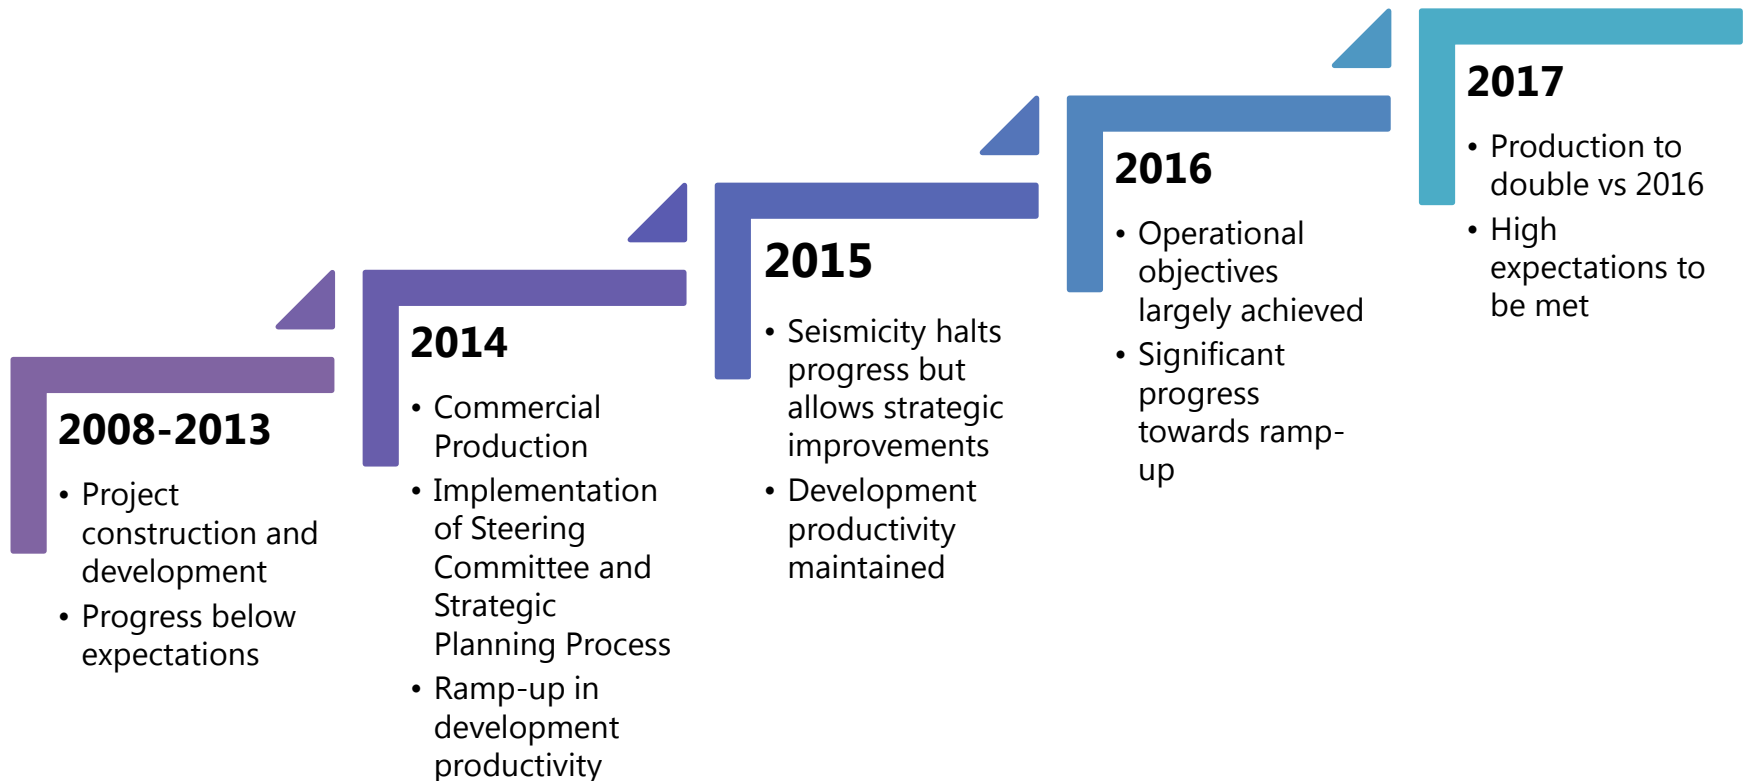 2008-2013
• Project
construction and
development
• Progress below
expectations
2014
• Commercial
Production
• Implementation
of Steering
Committee and
Strategic
Planning Process
• Ramp-up in
development
productivity
2015
• Seismicity halts
progress but
allows strategic
improvements
• Development
productivity
maintained
2016
• Operational
objectives
largely achieved
• Significant
progress
towards ramp-
up
2017
• Production to
double vs 2016
• High
expectations to
be met